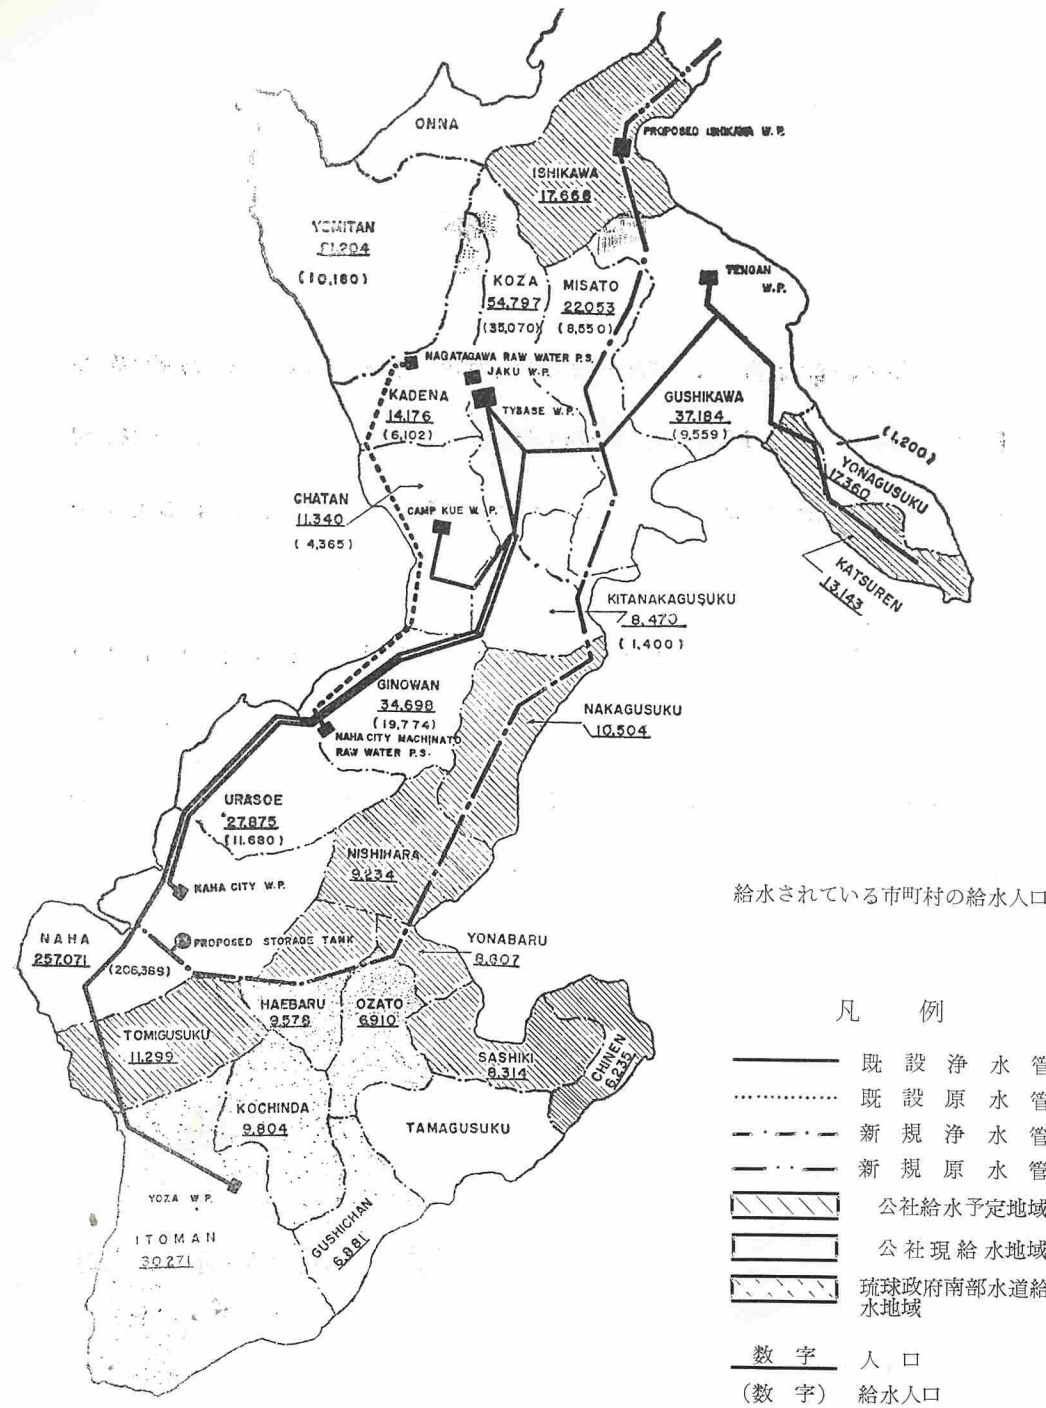 ONNA
PROPOSED ISHIKAWA W.P.
ISHIKAWA
17,668
YOMITAN
21,204
(10,180)
KOZA
54,797
(35,070)
MISATO
22,053
(8,550)
TENGAN
W.P.
NAGATAGAWA RAW WATER P.S.
JAKU W.P.
TYBASE W.P.
KADENA
14,176
(6,102)
GUSHIKAWA
37,184
(9,559)
(1,200)
YONAGUSUKU
17,360
CHATAN
11,340
(4,365)
CAMP KUE W.P.
KATSUREN
13,143
KITANAKAGUSUKU
8,470
(1,400)
GINOWAN
34,698
(19,774)
NAHA CITY MACHINATO
RAW WATER P.S.
NAKAGUSUKU
10,504
URASOE
27,875
(11,680)
NISHIHARA
9,234
NAHA CITY W.P.
給水されている市町村の給水人口
NAHA
257,071
(206,389)
PROPOSED STORAGE TANK
YONABARU
8,607
HAEBARU
9,578
OZATO
6,910
TOMIGUSUKU
11,299
SASHIKI
8,314
CHINEN
6,235
KOCHINDA
9,804
TAMAGUSUKU
YOZA W.P.
ITOMAN
30,271
GUSHICHAN
凡 例
既設浄水管
既設原水管
新規浄水管
新規原水管
公社給水予定地域
公社現給水地域
琉球政府南部水道給
水地域
数字 人口
(数字) 給水人口